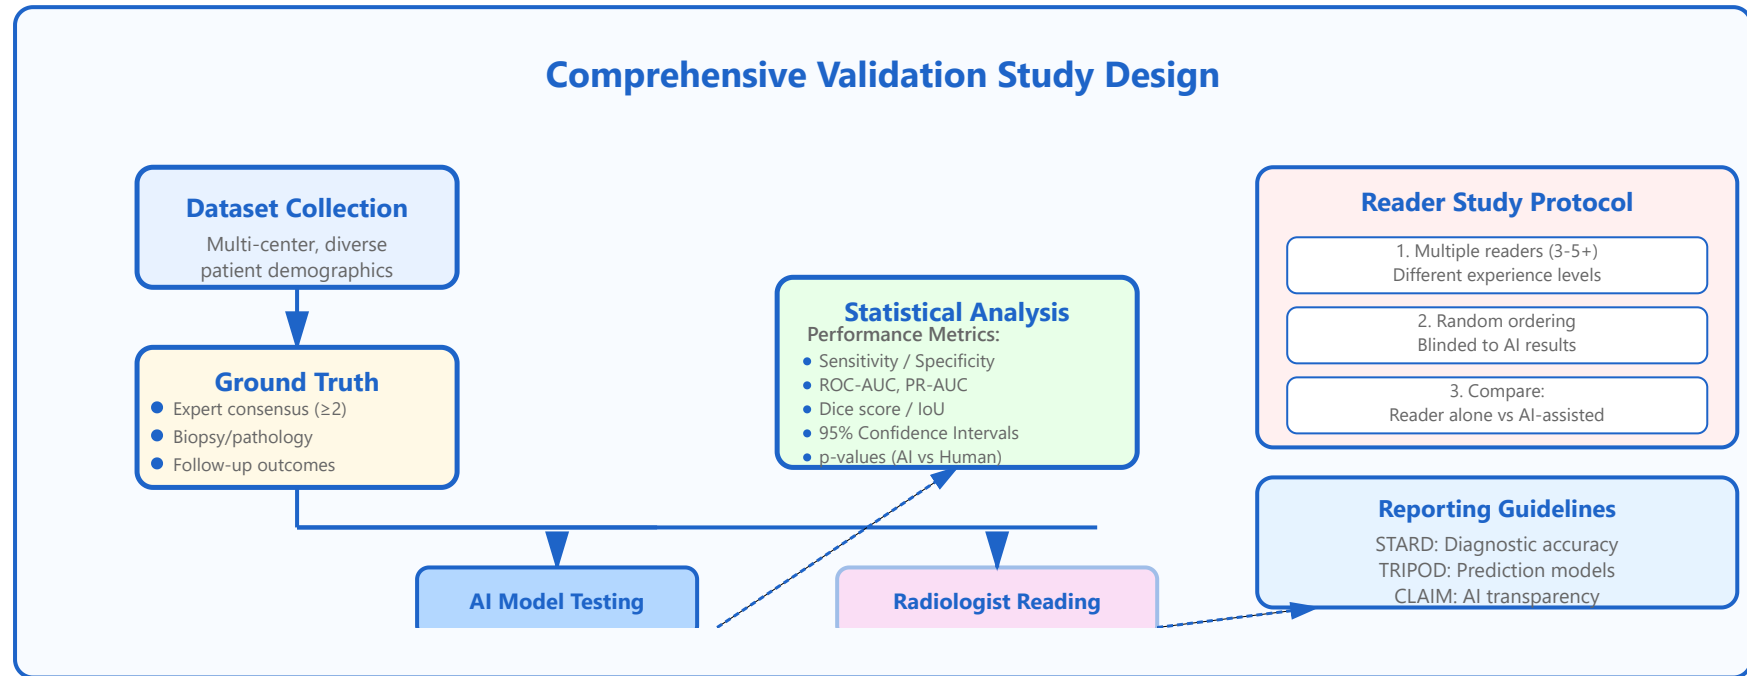 Comprehensive Validation Study Design
Dataset Collection
Multi-center, diverse
patient demographics
Ground Truth
Expert consensus (≥2)
Biopsy/pathology
Follow-up outcomes
AI Model Testing
Radiologist Reading
Statistical Analysis
Performance Metrics:
Sensitivity / Specificity
ROC-AUC, PR-AUC
Dice score / IoU
95% Confidence Intervals
p-values (AI vs Human)
Reader Study Protocol
1. Multiple readers (3-5+)
Different experience levels
2. Random ordering
Blinded to AI results
3. Compare:
Reader alone vs AI-assisted
Reporting Guidelines
STARD: Diagnostic accuracy
TRIPOD: Prediction models
CLAIM: AI transparency